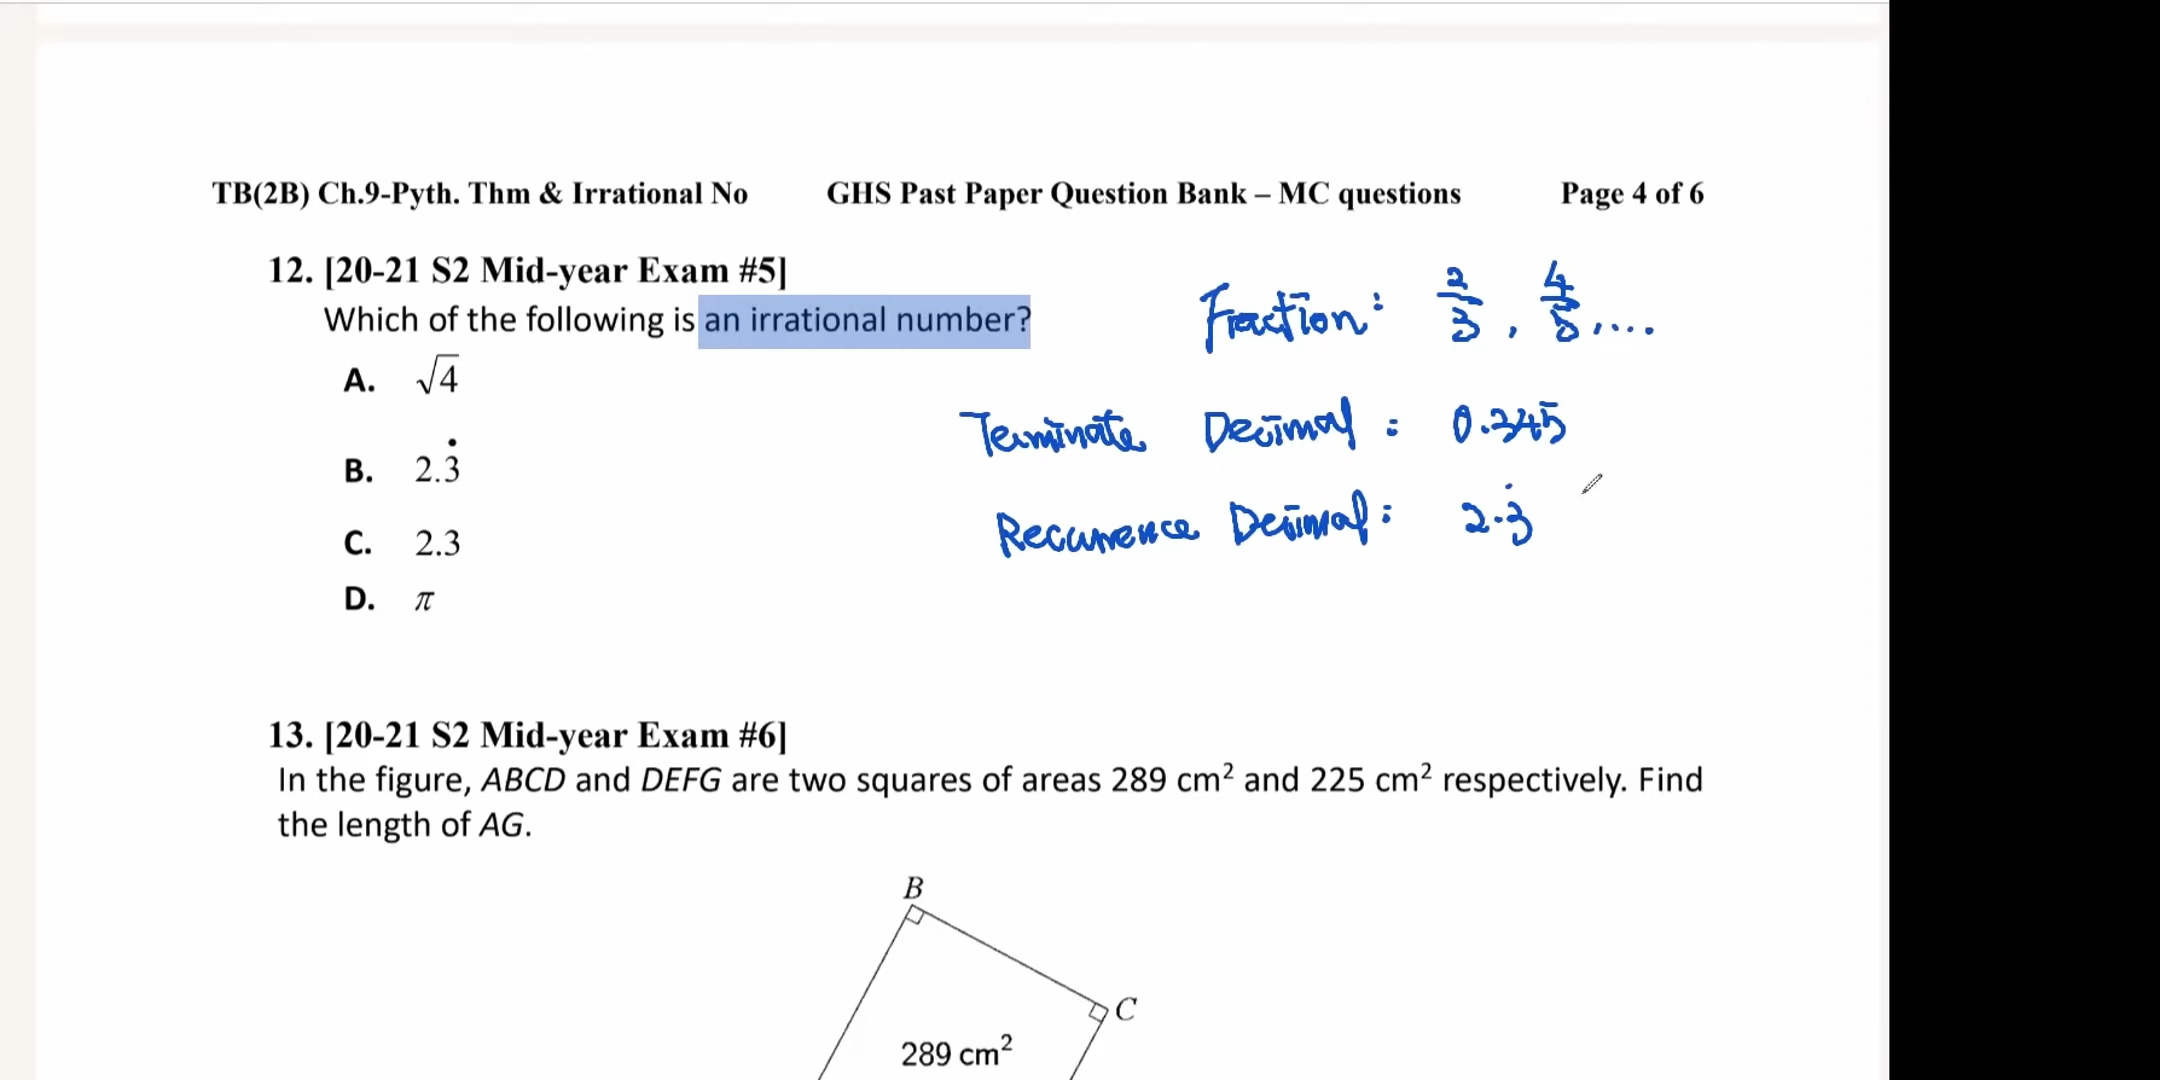 TB(2B) Ch.9-Pyth. Thm & Irrational No GHS Past Paper Question Bank – MC questions Page 4 of 6
12. [20-21 S2 Mid-year Exam #5]
Which of the following is an irrational number?
A. √4
B. 2.3̇
C. 2.3
D. π
Fraction: 2/3, 4/5, ....
Terminate Decimal: 0.345
Recurrence Decimal: 2.3̇
13. [20-21 S2 Mid-year Exam #6]
In the figure, ABCD and DEFG are two squares of areas 289 cm² and 225 cm² respectively. Find
the length of AG.
B
C
289 cm²